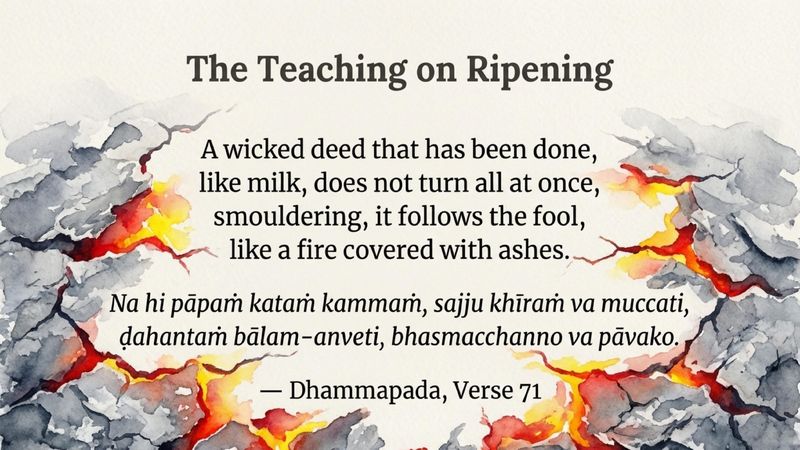 The Teaching on Ripening
A wicked deed that has been done,
like milk, does not turn all at once,
smouldering, it follows the fool,
like a fire covered with ashes.
Na hi pāpaṁ kataṁ kammaṁ, sajju khīraṁ va muccati,
ḍahantaṁ bālam-anveti, bhasmacchanno va pāvako.
— Dhammapada, Verse 71